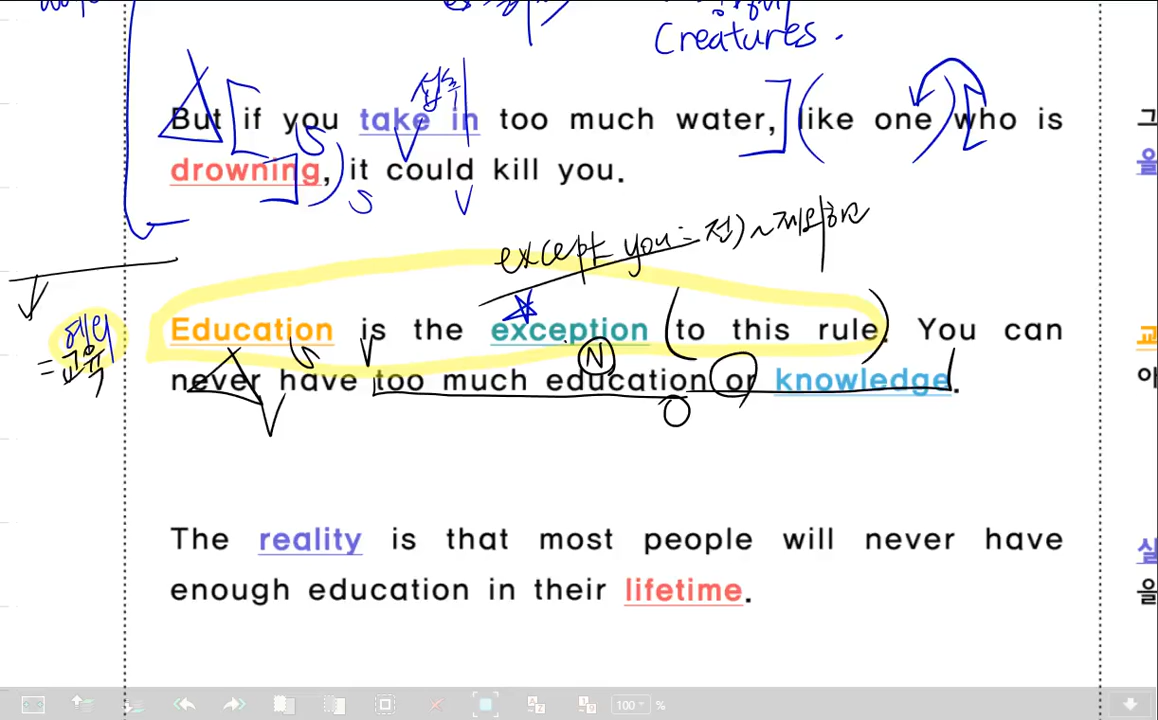 Creatures.
섭취
But if you take in too much water, like one who is
S
drowning, it could kill you.
S V
except you = 전) ~제외하고
예외
= 교육
Education is the exception to this rule. You can
S V N
never have too much education or knowledge.
V O
The reality is that most people will never have
enough education in their lifetime.
100 %